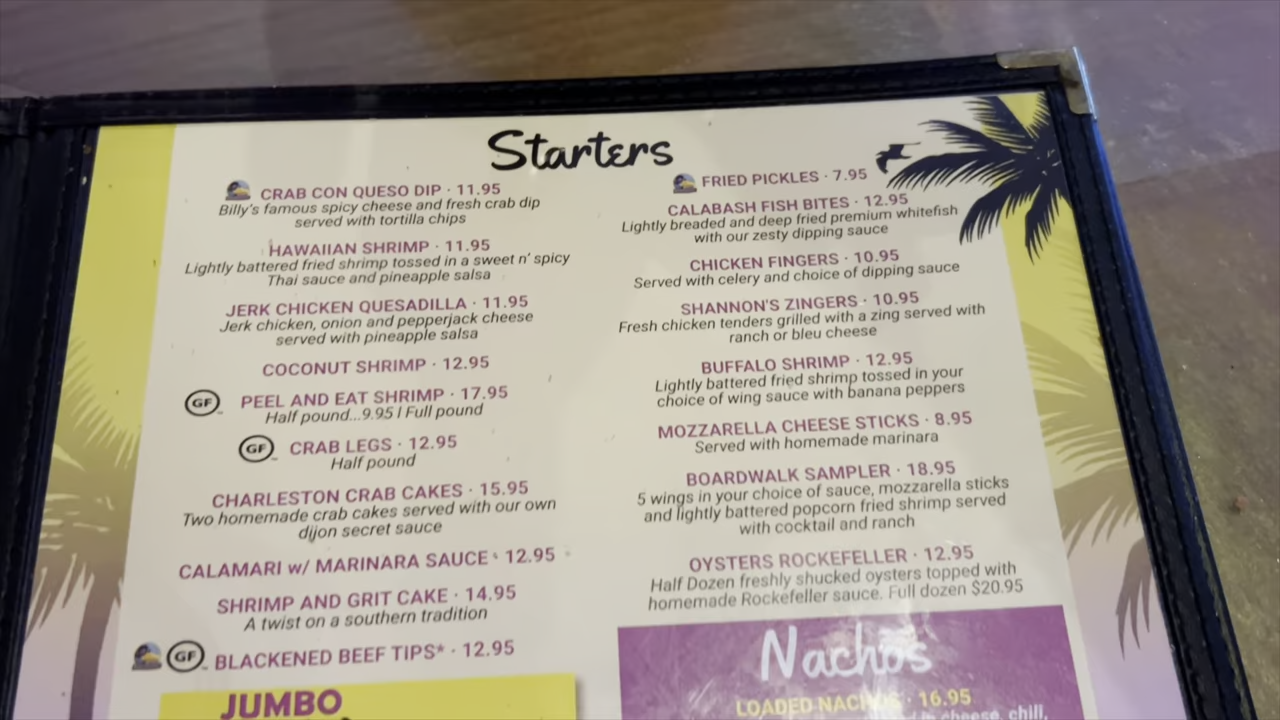 Starters
CRAB CON QUESO DIP · 11.95
Billy's famous spicy cheese and fresh crab dip
served with tortilla chips
HAWAIIAN SHRIMP · 11.95
Lightly battered fried shrimp tossed in a sweet n' spicy
Thai sauce and pineapple salsa
JERK CHICKEN QUESADILLA · 11.95
Jerk chicken, onion and pepperjack cheese
served with pineapple salsa
COCONUT SHRIMP · 12.95
GF PEEL AND EAT SHRIMP · 17.95
Half pound...9.95 | Full pound
GF CRAB LEGS · 12.95
Half pound
CHARLESTON CRAB CAKES · 15.95
Two homemade crab cakes served with our own
dijon secret sauce
CALAMARI w/ MARINARA SAUCE · 12.95
SHRIMP AND GRIT CAKE · 14.95
A twist on a southern tradition
GF BLACKENED BEEF TIPS* · 12.95
JUMBO
FRIED PICKLES · 7.95
CALABASH FISH BITES · 12.95
Lightly breaded and deep fried premium whitefish
with our zesty dipping sauce
CHICKEN FINGERS · 10.95
Served with celery and choice of dipping sauce
SHANNON'S ZINGERS · 10.95
Fresh chicken tenders grilled with a zing served with
ranch or bleu cheese
BUFFALO SHRIMP · 12.95
Lightly battered fried shrimp tossed in your
choice of wing sauce with banana peppers
MOZZARELLA CHEESE STICKS · 8.95
Served with homemade marinara
BOARDWALK SAMPLER · 18.95
5 wings in your choice of sauce, mozzarella sticks
and lightly battered popcorn fried shrimp served
with cocktail and ranch
OYSTERS ROCKEFELLER · 12.95
Half Dozen freshly shucked oysters topped with
homemade Rockefeller sauce. Full dozen $20.95
Nachos
LOADED NACHOS · 16.95
in cheese, chili,